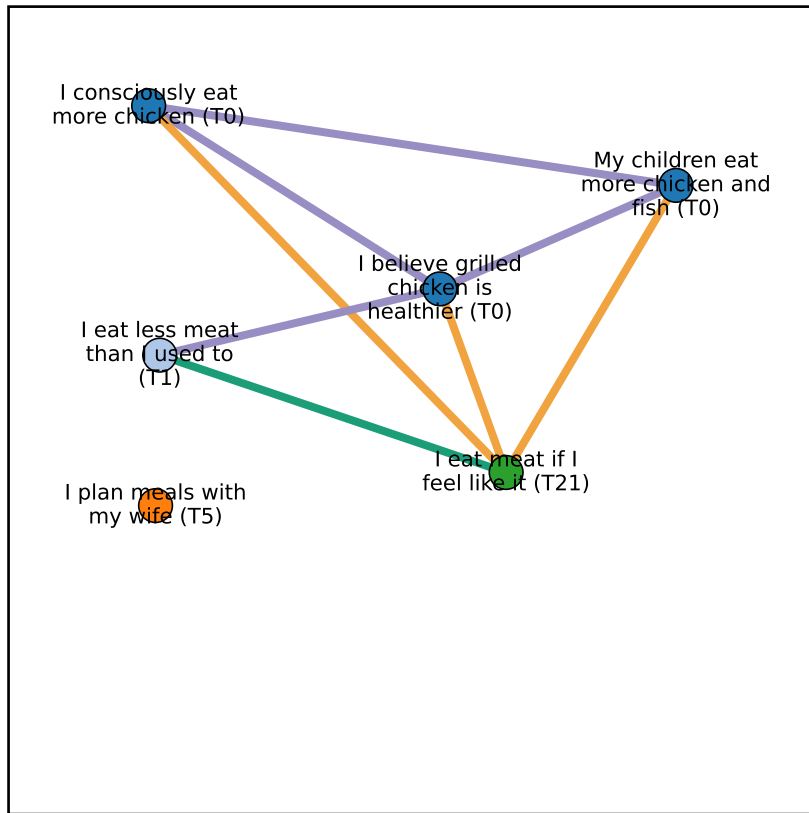 I consciously eat
more chicken (T0)
My children eat
more chicken and
fish (T0)
I believe grilled
chicken is
healthier (T0)
I eat less meat
than I used to
(T1)
I eat meat if I
feel like it (T21)
I plan meals with
my wife (T5)